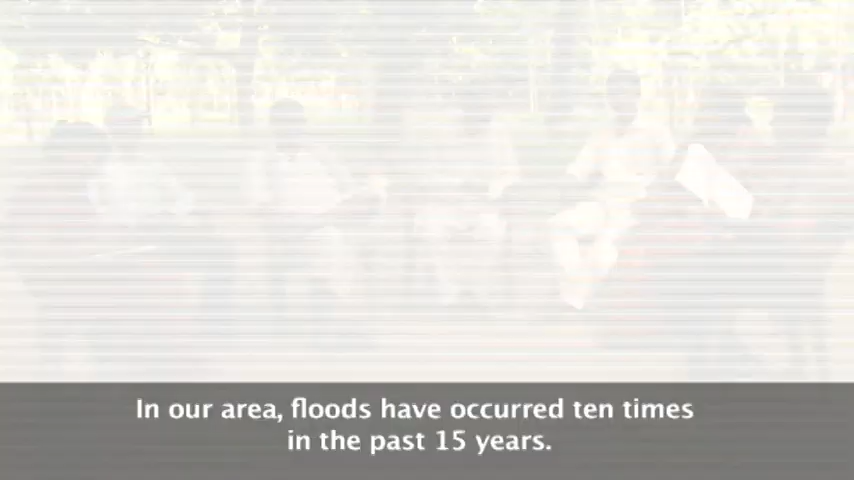 In our area, floods have occurred ten times
in the past 15 years.